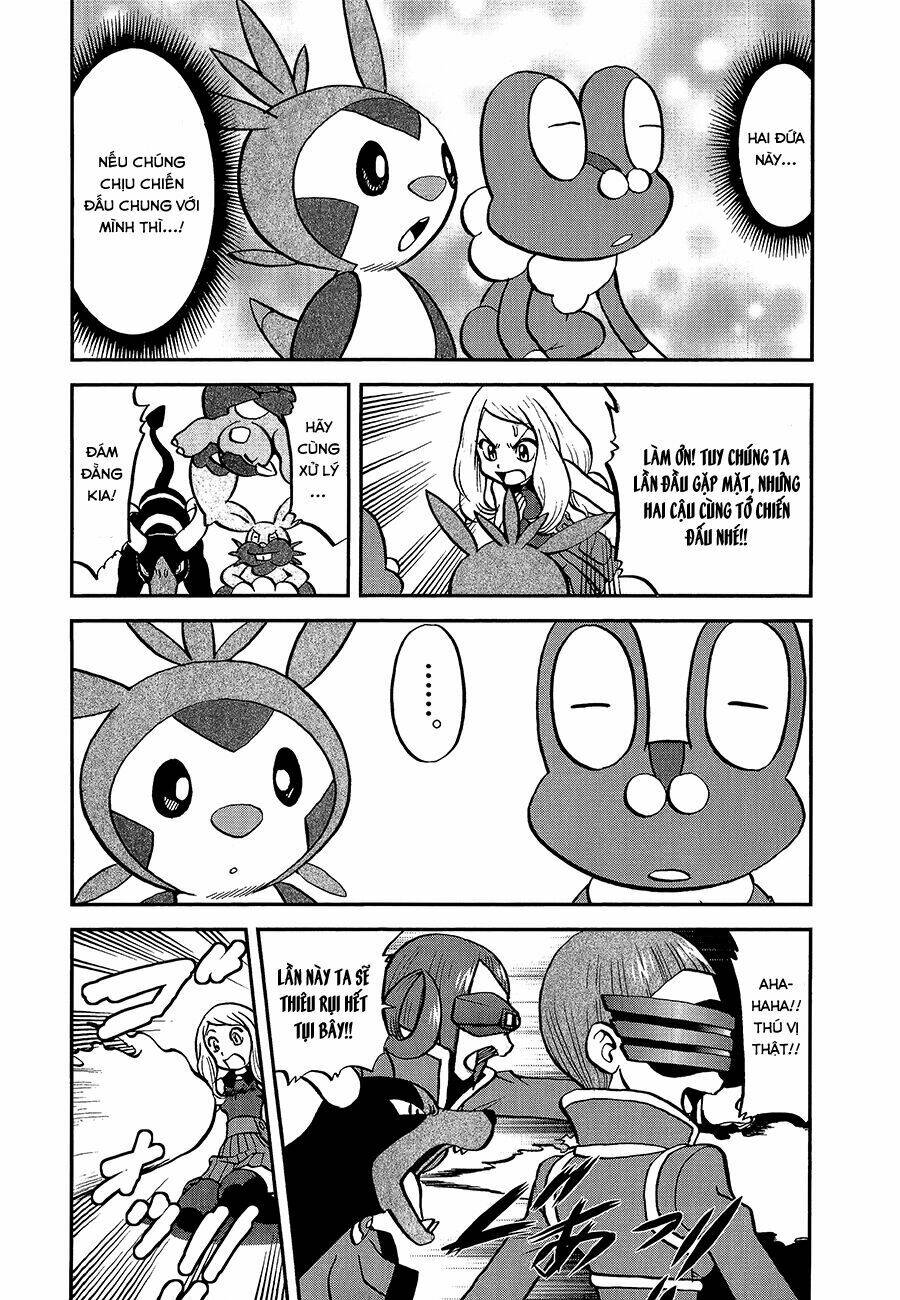 HAI ĐỨA
NÀY...
NẾU CHÚNG
CHỊU CHIẾN
ĐẤU CHUNG VỚI
MÌNH THÌ...!
LÀM ƠN! TUY CHÚNG TA
LẦN ĐẦU GẶP MẶT, NHƯNG
HAI CẬU CÙNG TỚ CHIẾN
ĐẤU NHÉ!!
HÃY
CÙNG
XỬ LÝ
...
ĐÁM
ĐẰNG
KIA!
.......
AHA-
HAHA!!
THÚ VỊ
THẬT!!
LẦN NÀY TA SẼ
THIÊU RỤI HẾT
TỤI BÂY!!